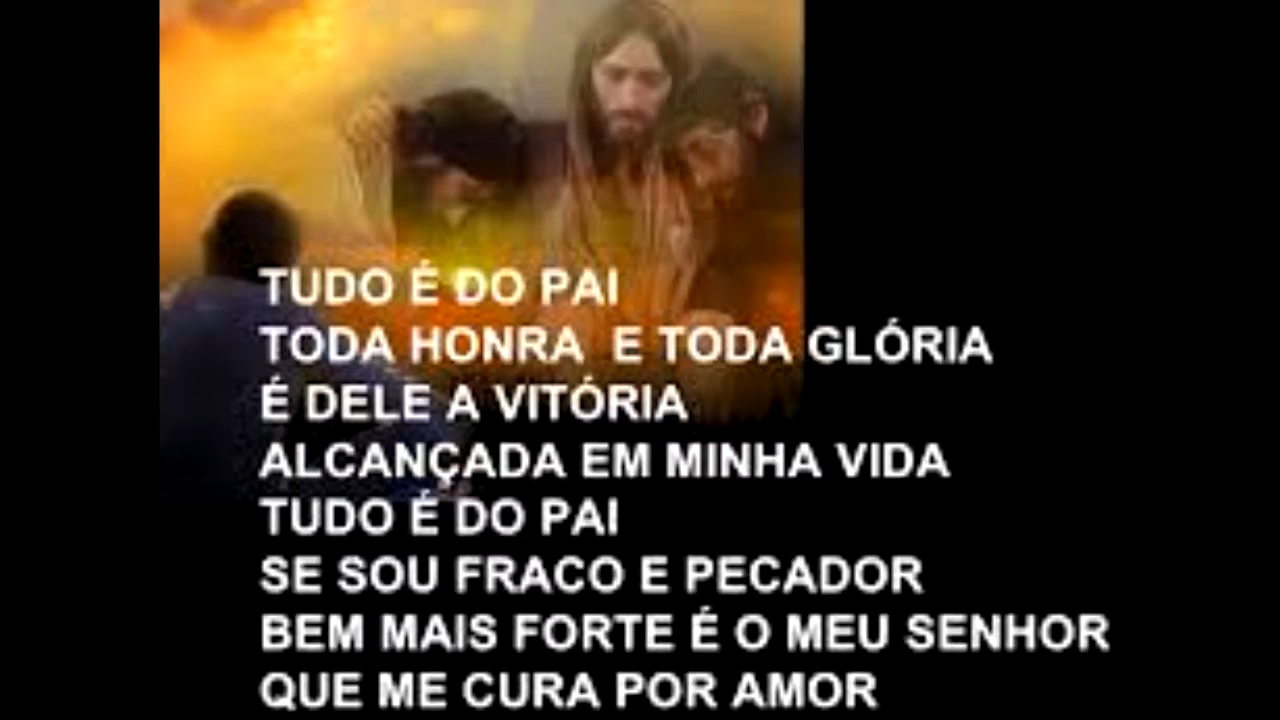 TUDO É DO PAI
TODA HONRA E TODA GLÓRIA
É DELE A VITÓRIA
ALCANÇADA EM MINHA VIDA
TUDO É DO PAI
SE SOU FRACO E PECADOR
BEM MAIS FORTE É O MEU SENHOR
QUE ME CURA POR AMOR